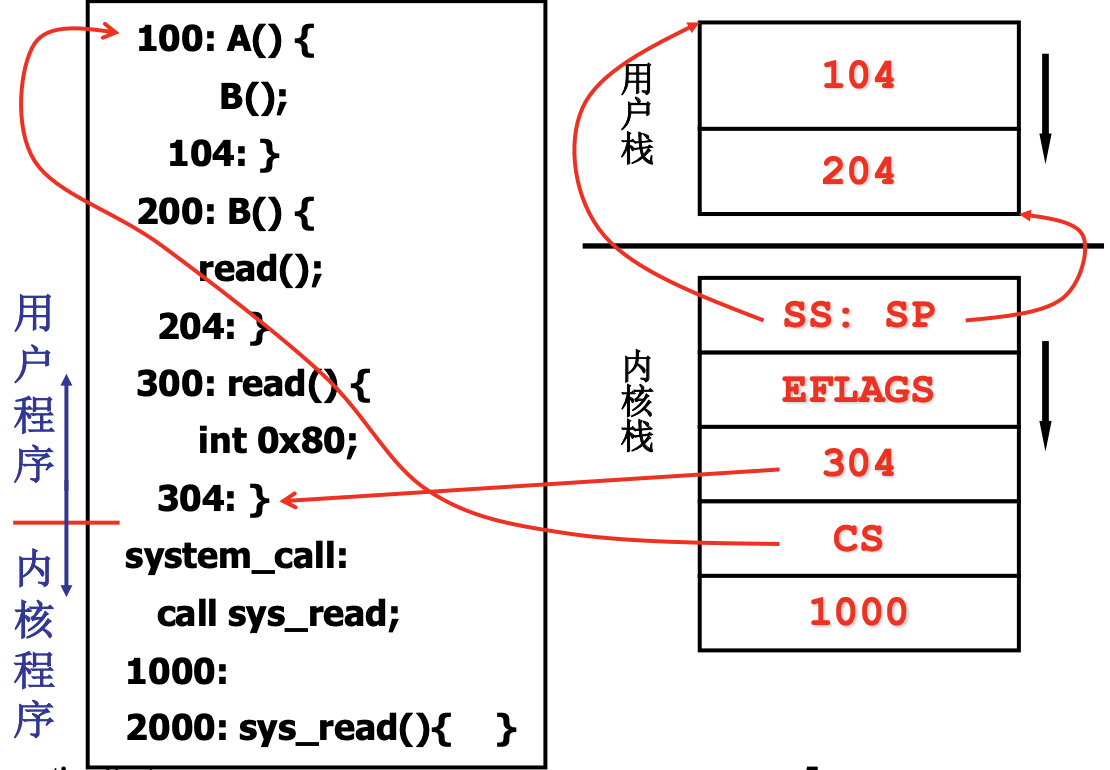 100: A() {
B();
104: }
200: B() {
read();
204: }
300: read() {
int 0x80;
304: }
system_call:
call sys_read;
1000:
2000: sys_read(){ }
用户程序
内核程序
用户栈
104
204
内核栈
SS: SP
EFLAGS
304
CS
1000